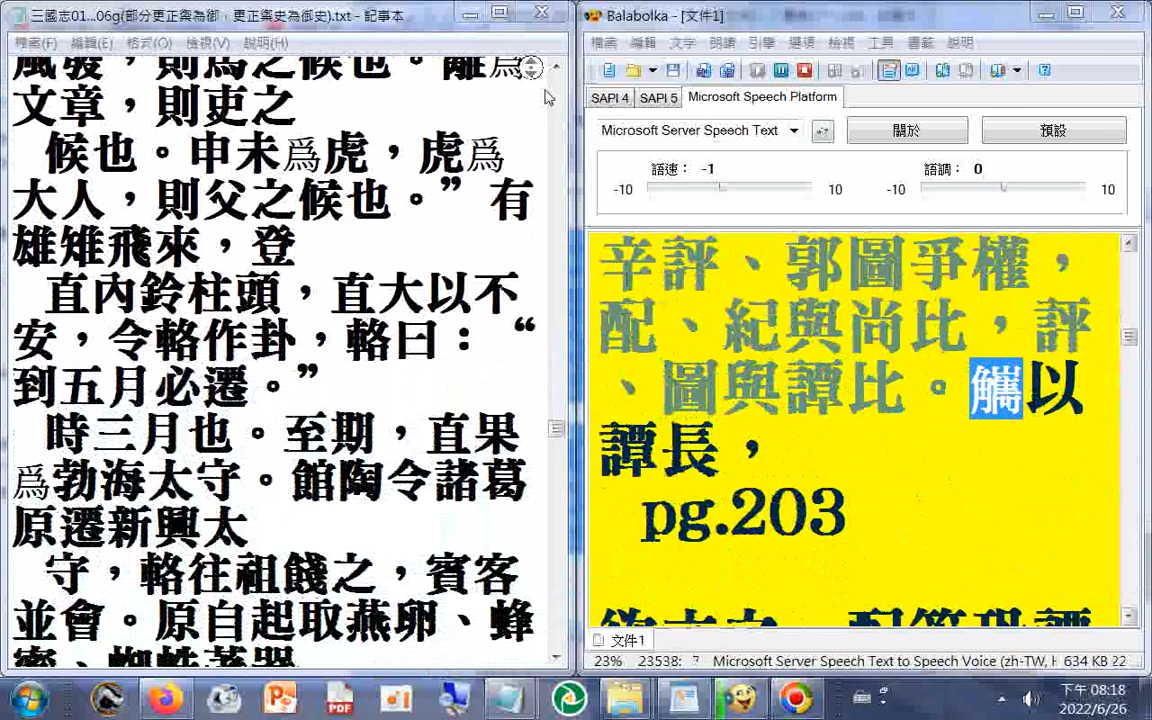 三國志01...06g(部分更正禦為御，更正禦史為御史).txt - 記事本
檔案(F) 編輯(E) 格式(O) 檢視(V) 說明(H)
風發，則馬之候也。離爲
文章，則吏之
候也。申未爲虎，虎爲
大人，則父之候也。” 有
雄雉飛來，登
直內鈴柱頭，直大以不
安，令輅作卦，輅曰：“
到五月必遷。”
時三月也。至期，直果
爲勃海太守。館陶令諸葛
原遷新興太
守，輅往祖餞之，賓客
並會。原自起取燕卵、蜂
窠、蜘蛛著器
Balabolka - [文件1]
檔案 編輯 文字 朗讀 引擎 選項 檢視 工具 書籤 說明
SAPI 4 SAPI 5 Microsoft Speech Platform
Microsoft Server Speech Text 關於 預設
語速： -1 語調： 0
-10 10 -10 10
辛評、郭圖爭權，
配、紀與尚比，評
、圖與譚比。觿以
譚長，
pg.203
文件1
23% 23538: 7 Microsoft Server Speech Text to Speech Voice (zh-TW, H 634 KB 22
下午 08:18
2022/6/26